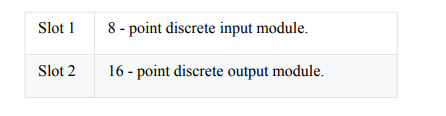 Slot 1 8 - point discrete input module.
Slot 2 16 - point discrete output module.